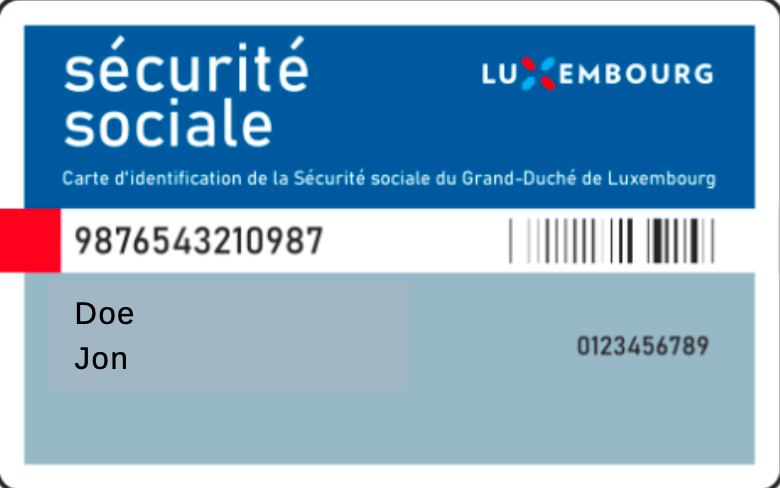 sécurité
sociale
LUXEMBOURG
Carte d'identification de la Sécurité sociale du Grand-Duché de Luxembourg
9876543210987
Doe
Jon
0123456789